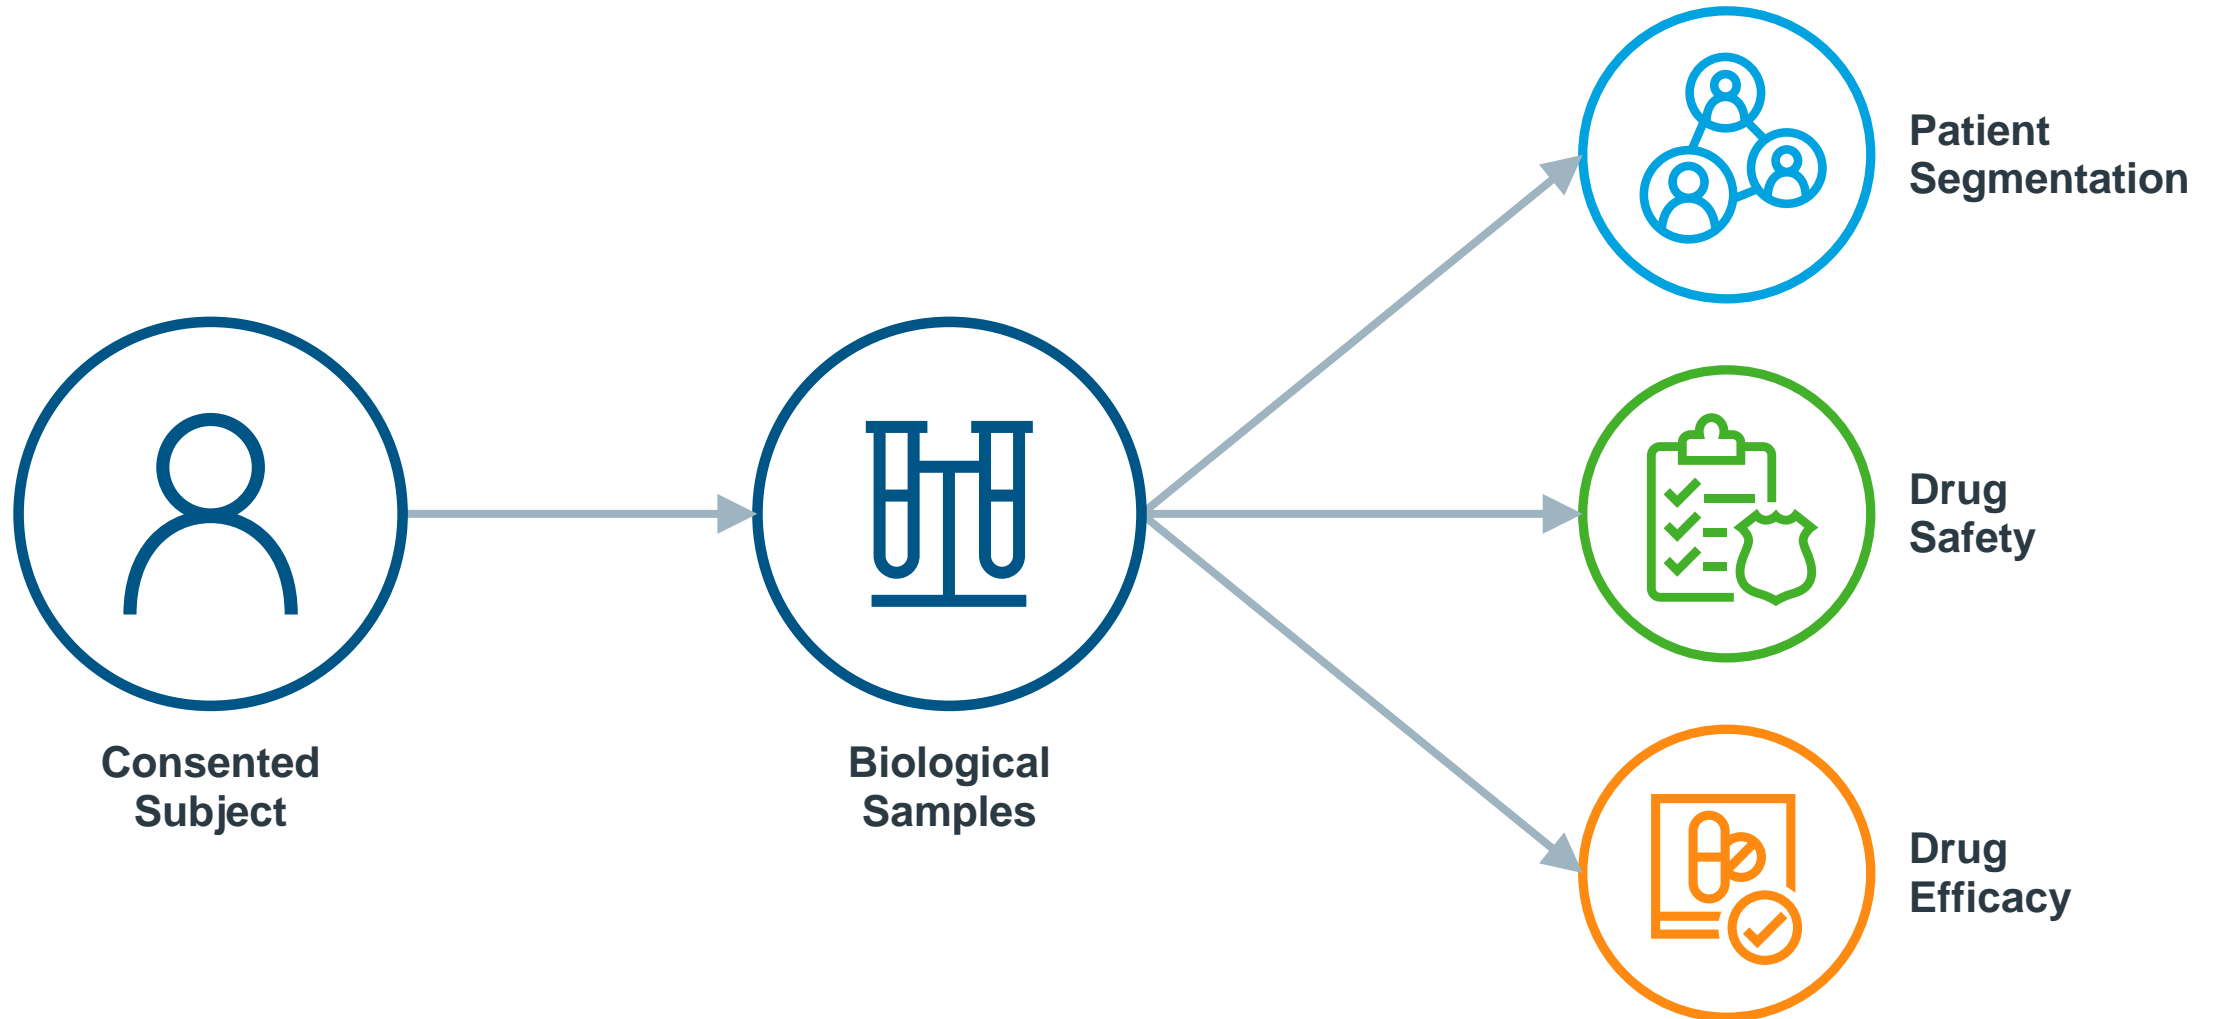 Patient
Segmentation
Drug
Safety
Consented
Subject
Biological
Samples
Drug
Efficacy